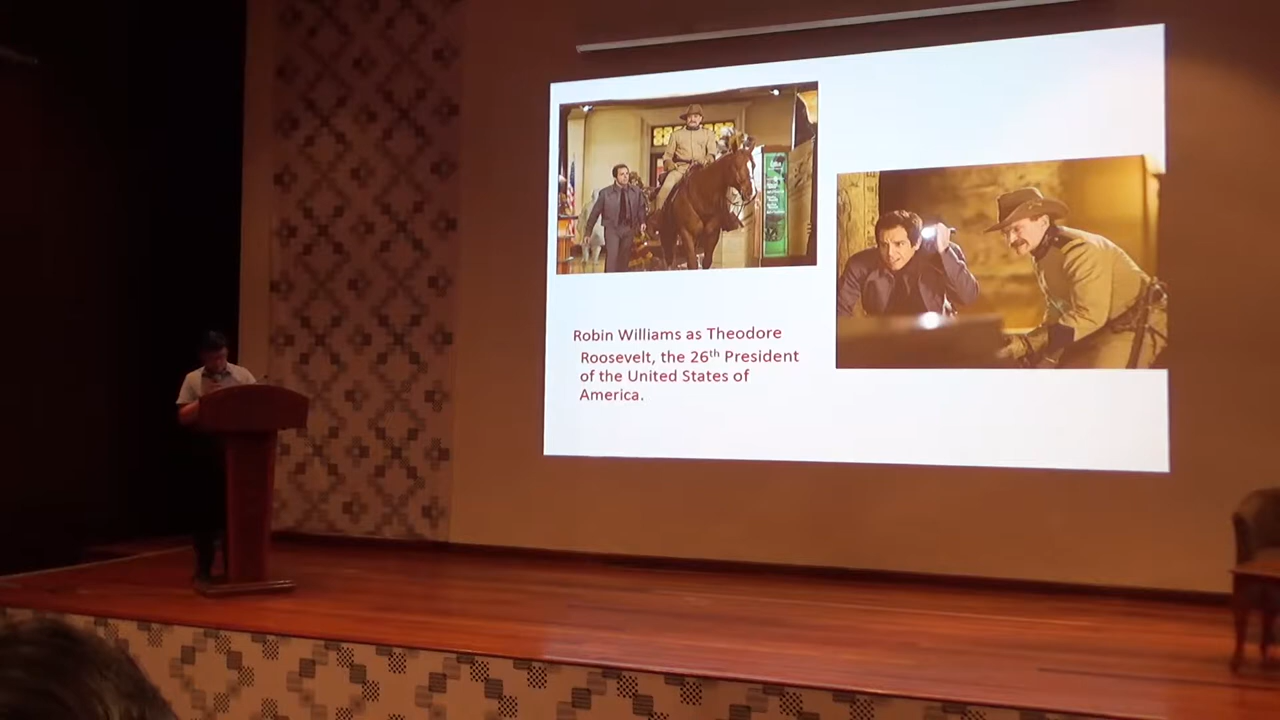 Robin Williams as Theodore
Roosevelt, the 26th President
of the United States of
America.